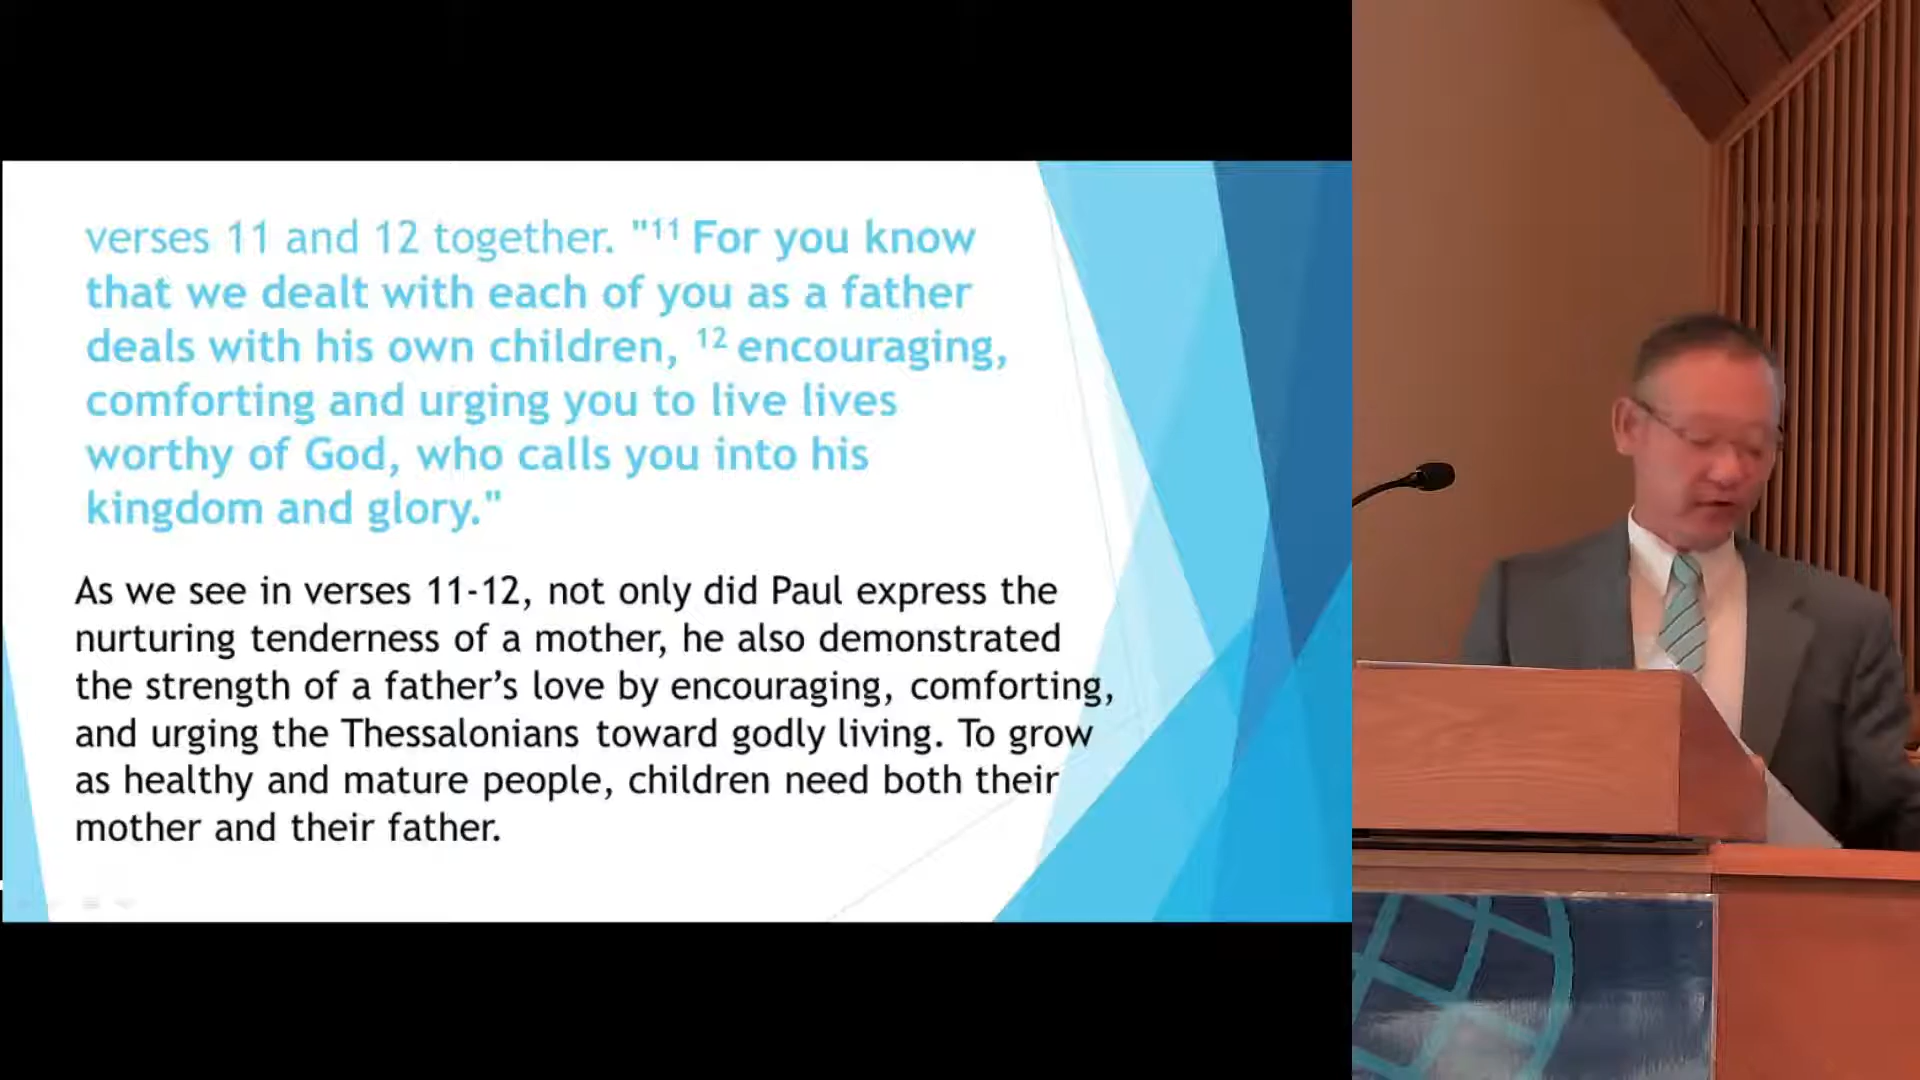 verses 11 and 12 together. "¹¹ For you know
that we dealt with each of you as a father
deals with his own children, ¹² encouraging,
comforting and urging you to live lives
worthy of God, who calls you into his
kingdom and glory."
As we see in verses 11-12, not only did Paul express the
nurturing tenderness of a mother, he also demonstrated
the strength of a father’s love by encouraging, comforting,
and urging the Thessalonians toward godly living. To grow
as healthy and mature people, children need both their
mother and their father.